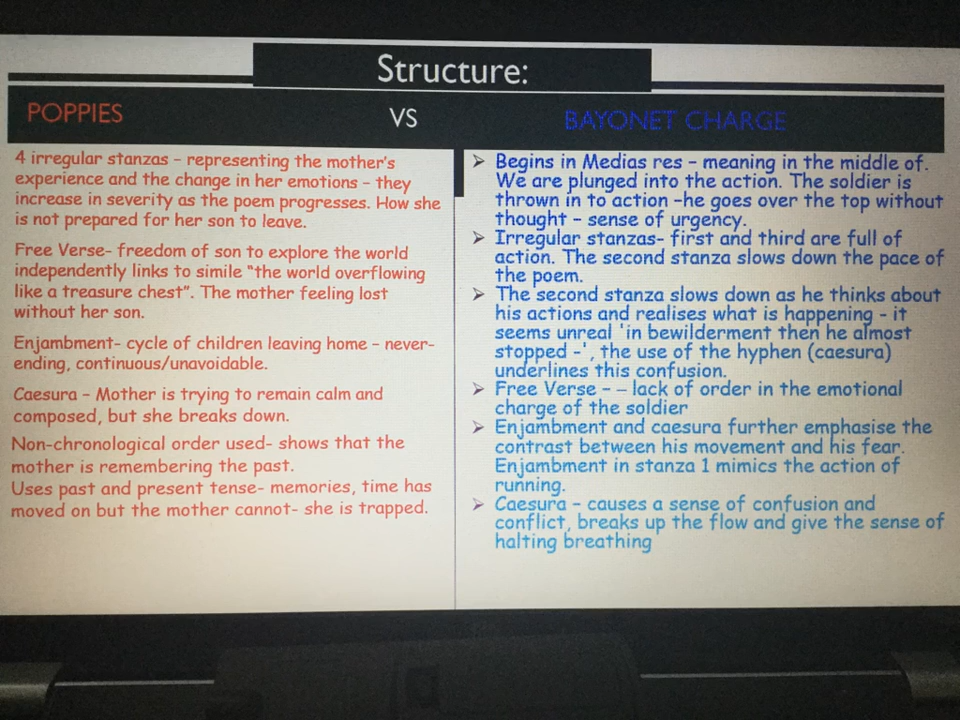 Structure:
POPPIES
VS
BAYONET CHARGE
4 irregular stanzas – representing the mother's
experience and the change in her emotions – they
increase in severity as the poem progresses. How she
is not prepared for her son to leave.
Free Verse- freedom of son to explore the world
independently links to simile "the world overflowing
like a treasure chest". The mother feeling lost
without her son.
Enjambment- cycle of children leaving home – never-
ending, continuous/unavoidable.
Caesura – Mother is trying to remain calm and
composed, but she breaks down.
Non-chronological order used- shows that the
mother is remembering the past.
Uses past and present tense- memories, time has
moved on but the mother cannot- she is trapped.
➢ Begins in Medias res – meaning in the middle of.
We are plunged into the action. The soldier is
thrown in to action –he goes over the top without
thought – sense of urgency.
➢ Irregular stanzas- first and third are full of
action. The second stanza slows down the pace of
the poem.
➢ The second stanza slows down as he thinks about
his actions and realises what is happening - it
seems unreal 'in bewilderment then he almost
stopped -', the use of the hyphen (caesura)
underlines this confusion.
➢ Free Verse - – lack of order in the emotional
charge of the soldier
➢ Enjambment and caesura further emphasise the
contrast between his movement and his fear.
Enjambment in stanza 1 mimics the action of
running.
➢ Caesura – causes a sense of confusion and
conflict, breaks up the flow and give the sense of
halting breathing